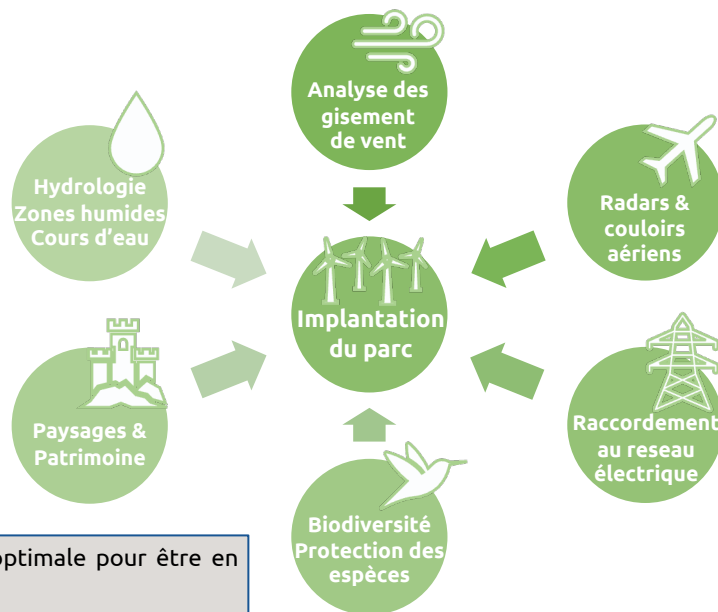 Analyse des
gisement
de vent
Hydrologie
Zones humides
Cours d’eau
Radars &
couloirs
aériens
Implantation
du parc
Paysages &
Patrimoine
Raccordement
au reseau
électrique
Biodiversité
Protection des
espèces
optimale pour être en